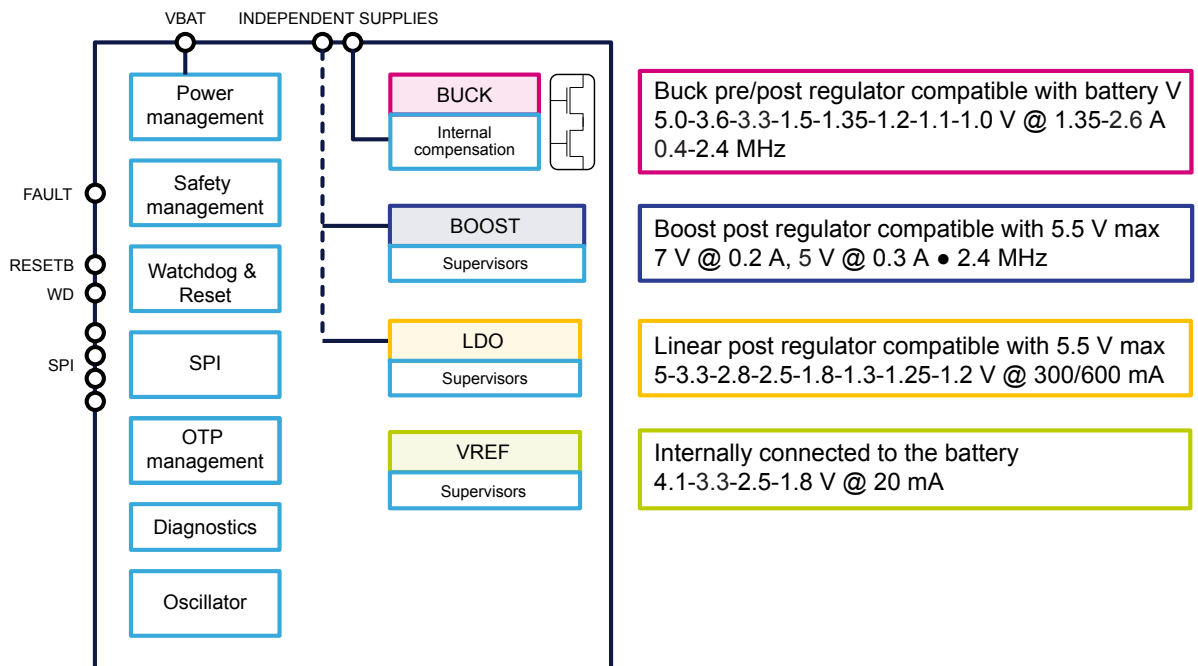 VBAT
INDEPENDENT SUPPLIES
FAULT
RESETB
WD
SPI
Power
management
Safety
management
Watchdog &
Reset
SPI
OTP
management
Diagnostics
Oscillator
BUCK
Internal
compensation
BOOST
Supervisors
LDO
Supervisors
VREF
Supervisors
Buck pre/post regulator compatible with battery V
5.0-3.6-3.3-1.5-1.35-1.2-1.1-1.0 V @ 1.35-2.6 A
0.4-2.4 MHz
Boost post regulator compatible with 5.5 V max
7 V @ 0.2 A, 5 V @ 0.3 A ● 2.4 MHz
Linear post regulator compatible with 5.5 V max
5-3.3-2.8-2.5-1.8-1.3-1.25-1.2 V @ 300/600 mA
Internally connected to the battery
4.1-3.3-2.5-1.8 V @ 20 mA